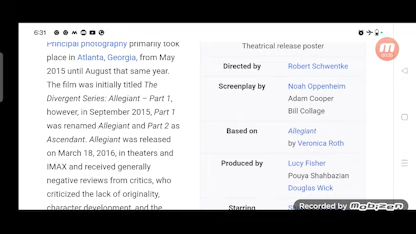 6:31
Principal photography primarily took
place in Atlanta, Georgia, from May
2015 until August that same year.
The film was initially titled The
Divergent Series: Allegiant – Part 1,
however, in September 2015, Part 1
was renamed Allegiant and Part 2 as
Ascendant. Allegiant was released
on March 18, 2016, in theaters and
IMAX and received generally
negative reviews from critics, who
criticized the lack of originality,
character development, and the
Theatrical release poster
Directed by Robert Schwentke
Screenplay by Noah Oppenheim
Adam Cooper
Bill Collage
Based on Allegiant
by Veronica Roth
Produced by Lucy Fisher
Pouya Shahbazian
Douglas Wick
Starring
Recorded by mobizen